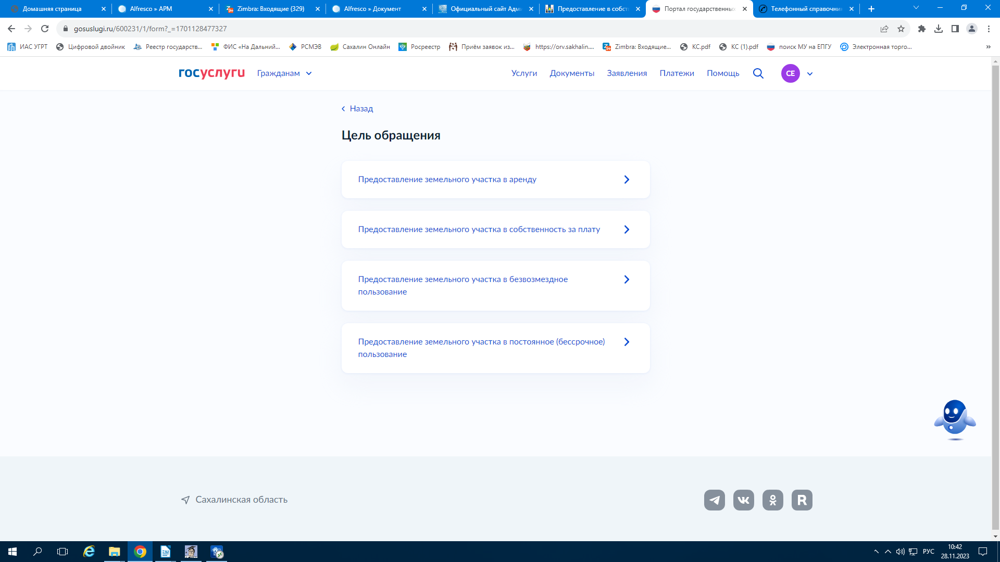 Домашняя страница
Alfresco » АРМ
Zimbra: Входящие (329)
Alfresco » Документ
Официальный сайт Адми
Предоставление в собст
Портал государственных
Телефонный справочник
gosuslugi.ru/600231/1/form?_=1701128477327
ИАС УГРТ
Цифровой двойник
Реестр государств...
ФИС «На Дальний...
РСМЭВ
Сахалин Онлайн
Росреестр
Приём заявок из...
https://orv.sakhalin....
Zimbra: Входящие...
КС.pdf
КС (1).pdf
поиск МУ на ЕПГУ
Электронная торго...
»
госуслуги
Гражданам
Услуги
Документы
Заявления
Платежи
Помощь
СЕ
Назад
Цель обращения
Предоставление земельного участка в аренду
Предоставление земельного участка в собственность за плату
Предоставление земельного участка в безвозмездное
пользование
Предоставление земельного участка в постоянное (бессрочное)
пользование
Сахалинская область
РУС
10:42
28.11.2023